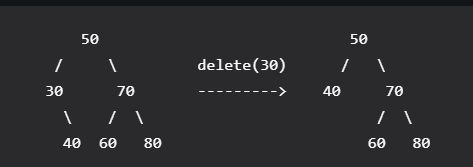 50                              50
/     \         delete(30)         /   \
30      70       --------->    40      70
\     /  \                           /  \
40  60   80                        60   80